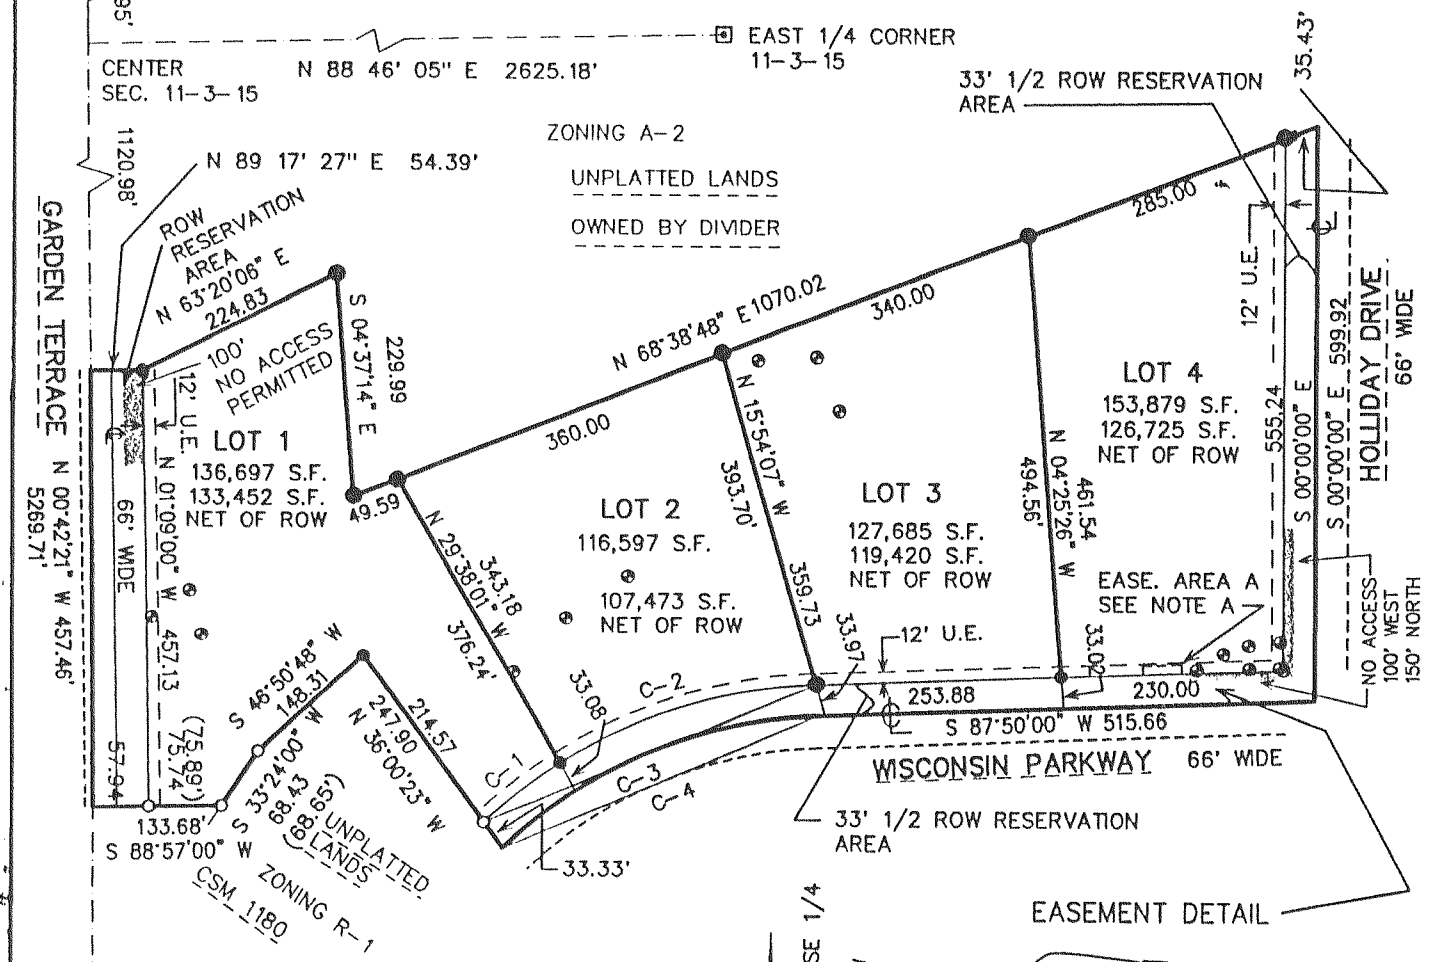 95'
EAST 1/4 CORNER
11-3-15
CENTER
SEC. 11-3-15
N 88 46' 05" E 2625.18'
33' 1/2 ROW RESERVATION
AREA
35.43'
1120.98'
N 89 17' 27" E 54.39'
ZONING A-2
UNPLATTED LANDS
OWNED BY DIVIDER
ROW
RESERVATION
AREA
N 63°20'06" E
224.83
100'
NO ACCESS
PERMITTED
S 04°37'14" E
229.99
GARDEN TERRACE
N 00°42'21" W 457.46'
5269.71'
12' U.E.
LOT 1
136,697 S.F.
133,452 S.F.
NET OF ROW
66' WIDE
N 01°09'00" W 457.13
57.94
49.59
N 68°38'48" E 1070.02
360.00
340.00
285.00
LOT 2
116,597 S.F.
107,473 S.F.
NET OF ROW
N 29°38'01" W
343.18
376.24'
33.08
N 15°54'07" W
393.70'
359.73
33.97
LOT 3
127,685 S.F.
119,420 S.F.
NET OF ROW
N 04°25'26" W
461.54
494.56'
33.02
LOT 4
153,879 S.F.
126,725 S.F.
NET OF ROW
12' U.E.
555.24
S 00°00'00" E
S 00°00'00" E 599.92
HOLLIDAY DRIVE
66' WIDE
EASE. AREA A
SEE NOTE A
NO ACCESS
100' WEST
150' NORTH
12' U.E.
253.88
230.00
S 87°50'00" W 515.66
WISCONSIN PARKWAY 66' WIDE
C-1
C-2
C-3
C-4
33' 1/2 ROW RESERVATION
AREA
33.33'
S 46°50'48" W
148.31
214.57
247.90
N 36°00'23" W
(75.89')
75.74
S 33°24'00" W
68.43
(68.65')
133.68'
S 88°57'00" W
UNPLATTED
LANDS
ZONING R-1
CSM 1180
SE 1/4
EASEMENT DETAIL